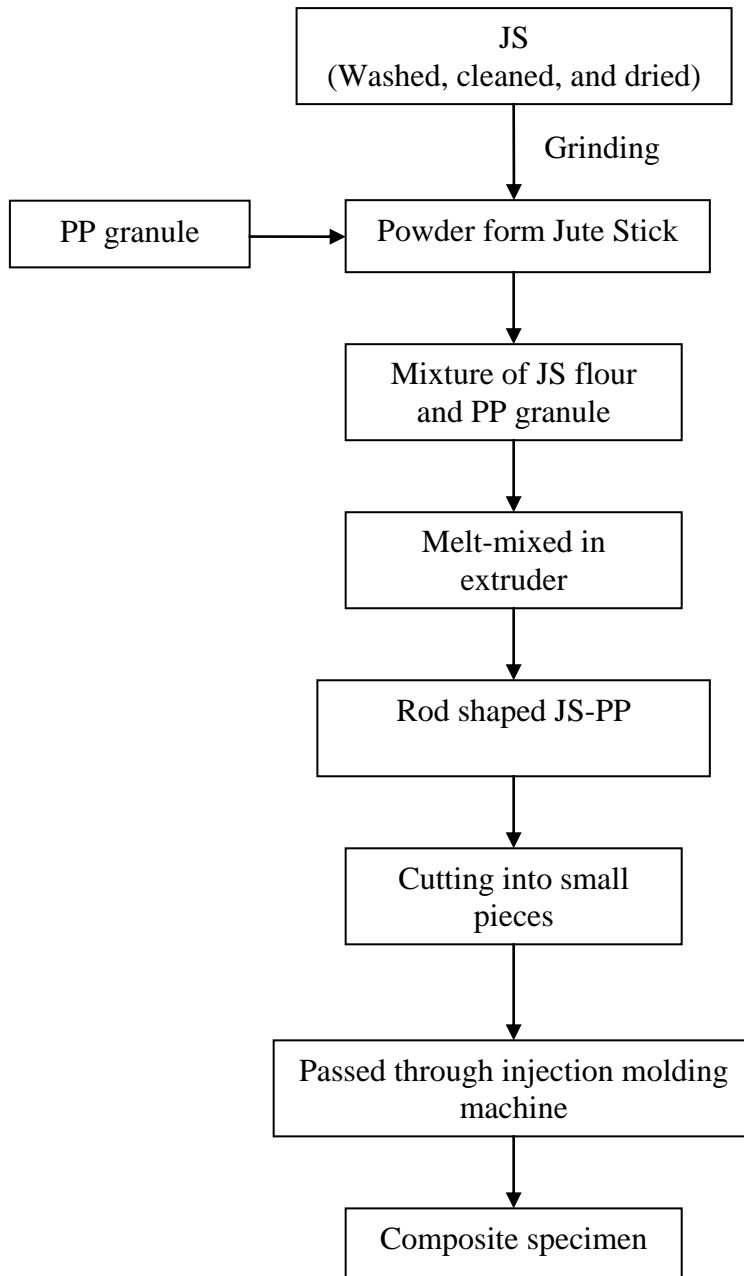 JS
(Washed, cleaned, and dried)
Grinding
PP granule
Powder form Jute Stick
Mixture of JS flour
and PP granule
Melt-mixed in
extruder
Rod shaped JS-PP
Cutting into small
pieces
Passed through injection molding
machine
Composite specimen